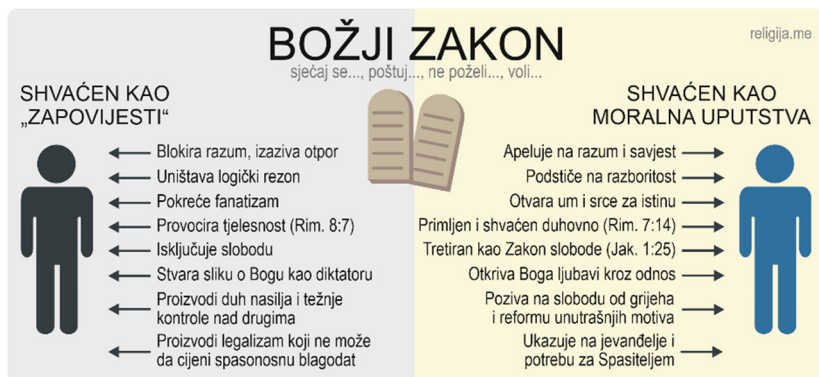 BOŽJI ZAKON
religija.me
sjećaj se..., poštuj..., ne poželi..., voli...
SHVAĆEN KAO
„ZAPOVIJESTI“
Blokira razum, izaziva otpor
Uništava logički rezon
Pokreće fanatizam
Provocira tjelesnost (Rim. 8:7)
Isključuje slobodu
Stvara sliku o Bogu kao diktatoru
Proizvodi duh nasilja i težnje
kontrole nad drugima
Proizvodi legalizam koji ne može
da cijeni spasonosnu blagodat
SHVAĆEN KAO
MORALNA UPUTSTVA
Apeluje na razum i savjest
Podstiče na razboritost
Otvara um i srce za istinu
Primljen i shvaćen duhovno (Rim. 7:14)
Tretiran kao Zakon slobode (Jak. 1:25)
Otkriva Boga ljubavi kroz odnos
Poziva na slobodu od grijeha
i reformu unutrašnjih motiva
Ukazuje na jevanđelje i
potrebu za Spasiteljem